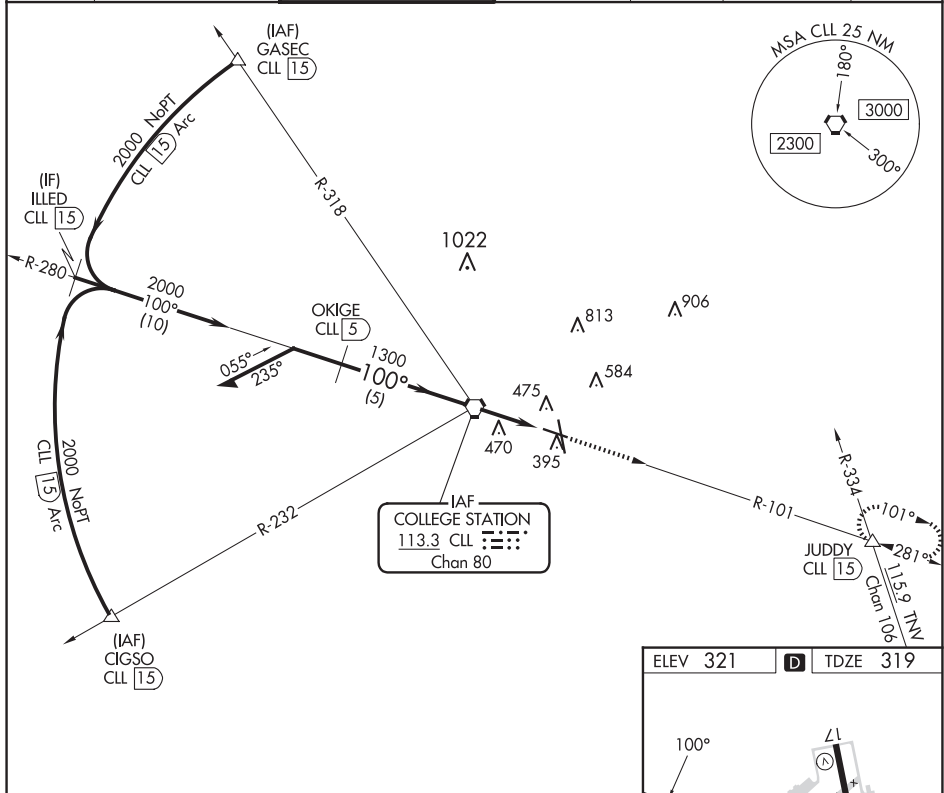 (IAF)
GASEC
CLL 15
2000 NoPT
CLL 15 Arc
(IF)
ILLED
CLL 15
R-280
2000
100°
(10)
R-318
OKIGE
CLL 5
1300
100°
(5)
055°
235°
1022
813
906
584
475
470
395
MSA CLL 25 NM
180°
3000
2300
300°
2000 NoPT
CLL 15 Arc
R-232
IAF
COLLEGE STATION
113.3 CLL
Chan 80
R-101
R-334
101°
281°
JUDDY
CLL 15
115.9 TNV
Chan 106
(IAF)
CIGSO
CLL 15
ELEV 321 D TDZE 319
100°
17
V